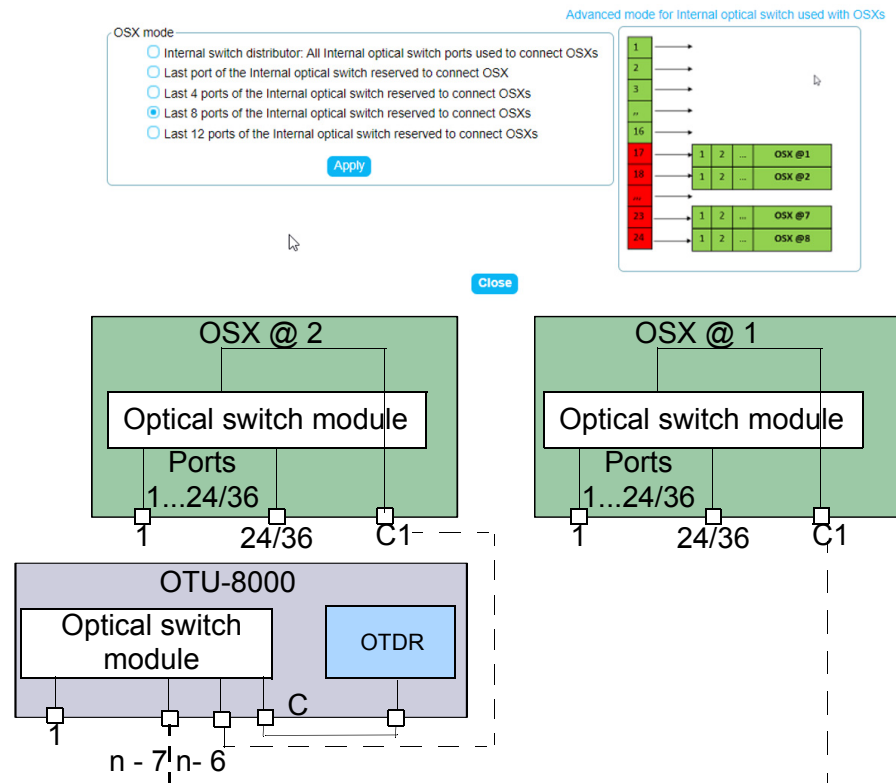 Advanced mode for Internal optical switch used with OSXs
OSX mode
Internal switch distributor: All Internal optical switch ports used to connect OSXs
Last port of the Internal optical switch reserved to connect OSX
Last 4 ports of the Internal optical switch reserved to connect OSXs
Last 8 ports of the Internal optical switch reserved to connect OSXs
Last 12 ports of the Internal optical switch reserved to connect OSXs
Apply
1
2
3
,,
16
17 1 2 ... OSX @1
18 1 2 ... OSX @2
,,,
23 1 2 ... OSX @7
24 1 2 ... OSX @8
Close
OSX @ 2
Optical switch module
Ports
1...24/36
1 24/36 C1
OSX @ 1
Optical switch module
Ports
1...24/36
1 24/36 C1
OTU-8000
Optical switch
module
OTDR
C
1
n - 7 n- 6